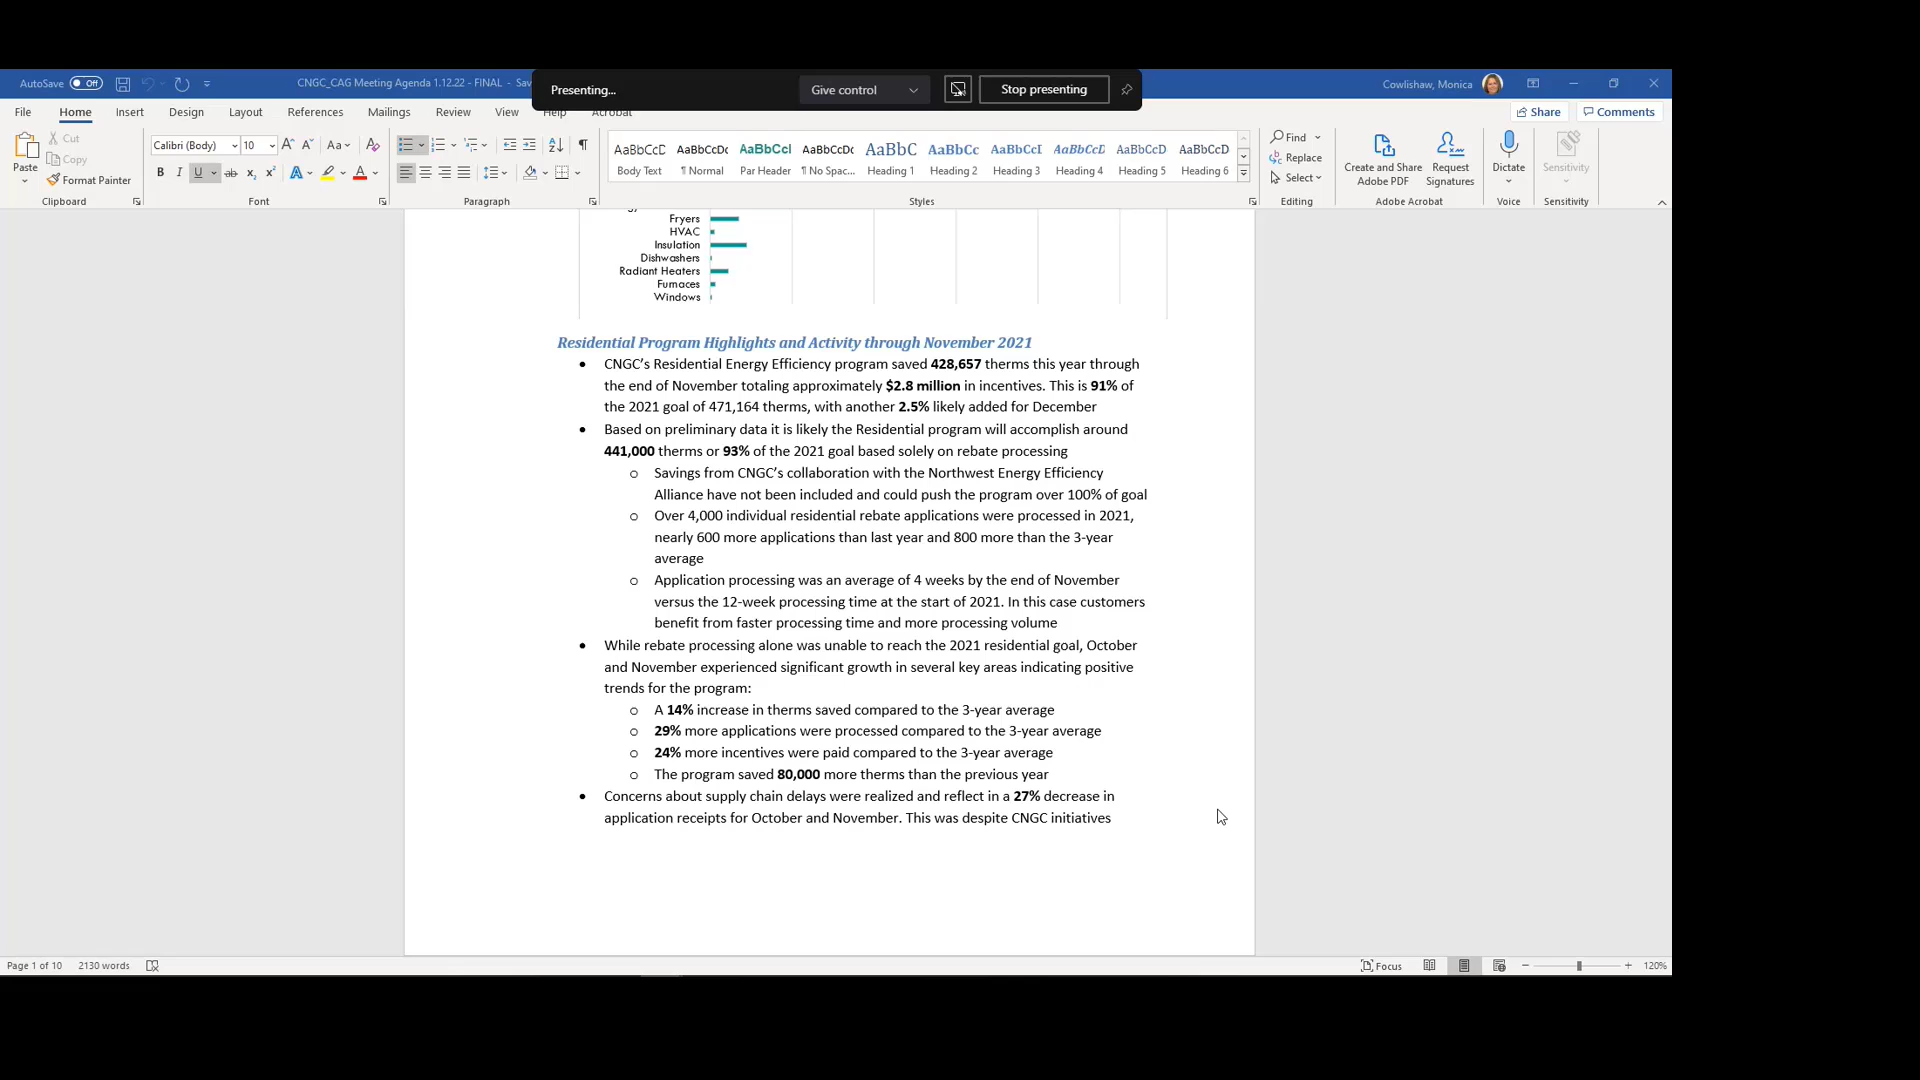 AutoSave Off
CNGC_CAG Meeting Agenda 1.12.22 - FINAL - Sav
Presenting...
Give control
Stop presenting
Cowlishaw, Monica
File Home Insert Design Layout References Mailings Review View Help Acrobat
Share Comments
Paste
Cut
Copy
Format Painter
Clipboard
Calibri (Body) 10
Font
Paragraph
AaBbCcD AaBbCcDc AaBbCcI AaBbCcDc AaBbC AaBbCc AaBbCcI AaBbCcD AaBbCcD AaBbCcD
Body Text ¶ Normal Par Header ¶ No Spac... Heading 1 Heading 2 Heading 3 Heading 4 Heading 5 Heading 6
Styles
Find
Replace
Select
Editing
Create and Share
Adobe PDF
Request
Signatures
Adobe Acrobat
Dictate
Voice
Sensitivity
Sensitivity
Fryers
HVAC
Insulation
Dishwashers
Radiant Heaters
Furnaces
Windows
Residential Program Highlights and Activity through November 2021
• CNGC's Residential Energy Efficiency program saved 428,657 therms this year through
the end of November totaling approximately $2.8 million in incentives. This is 91% of
the 2021 goal of 471,164 therms, with another 2.5% likely added for December
• Based on preliminary data it is likely the Residential program will accomplish around
441,000 therms or 93% of the 2021 goal based solely on rebate processing
o Savings from CNGC's collaboration with the Northwest Energy Efficiency
Alliance have not been included and could push the program over 100% of goal
o Over 4,000 individual residential rebate applications were processed in 2021,
nearly 600 more applications than last year and 800 more than the 3-year
average
o Application processing was an average of 4 weeks by the end of November
versus the 12-week processing time at the start of 2021. In this case customers
benefit from faster processing time and more processing volume
• While rebate processing alone was unable to reach the 2021 residential goal, October
and November experienced significant growth in several key areas indicating positive
trends for the program:
o A 14% increase in therms saved compared to the 3-year average
o 29% more applications were processed compared to the 3-year average
o 24% more incentives were paid compared to the 3-year average
o The program saved 80,000 more therms than the previous year
• Concerns about supply chain delays were realized and reflect in a 27% decrease in
application receipts for October and November. This was despite CNGC initiatives
Page 1 of 10 2130 words
Focus
120%